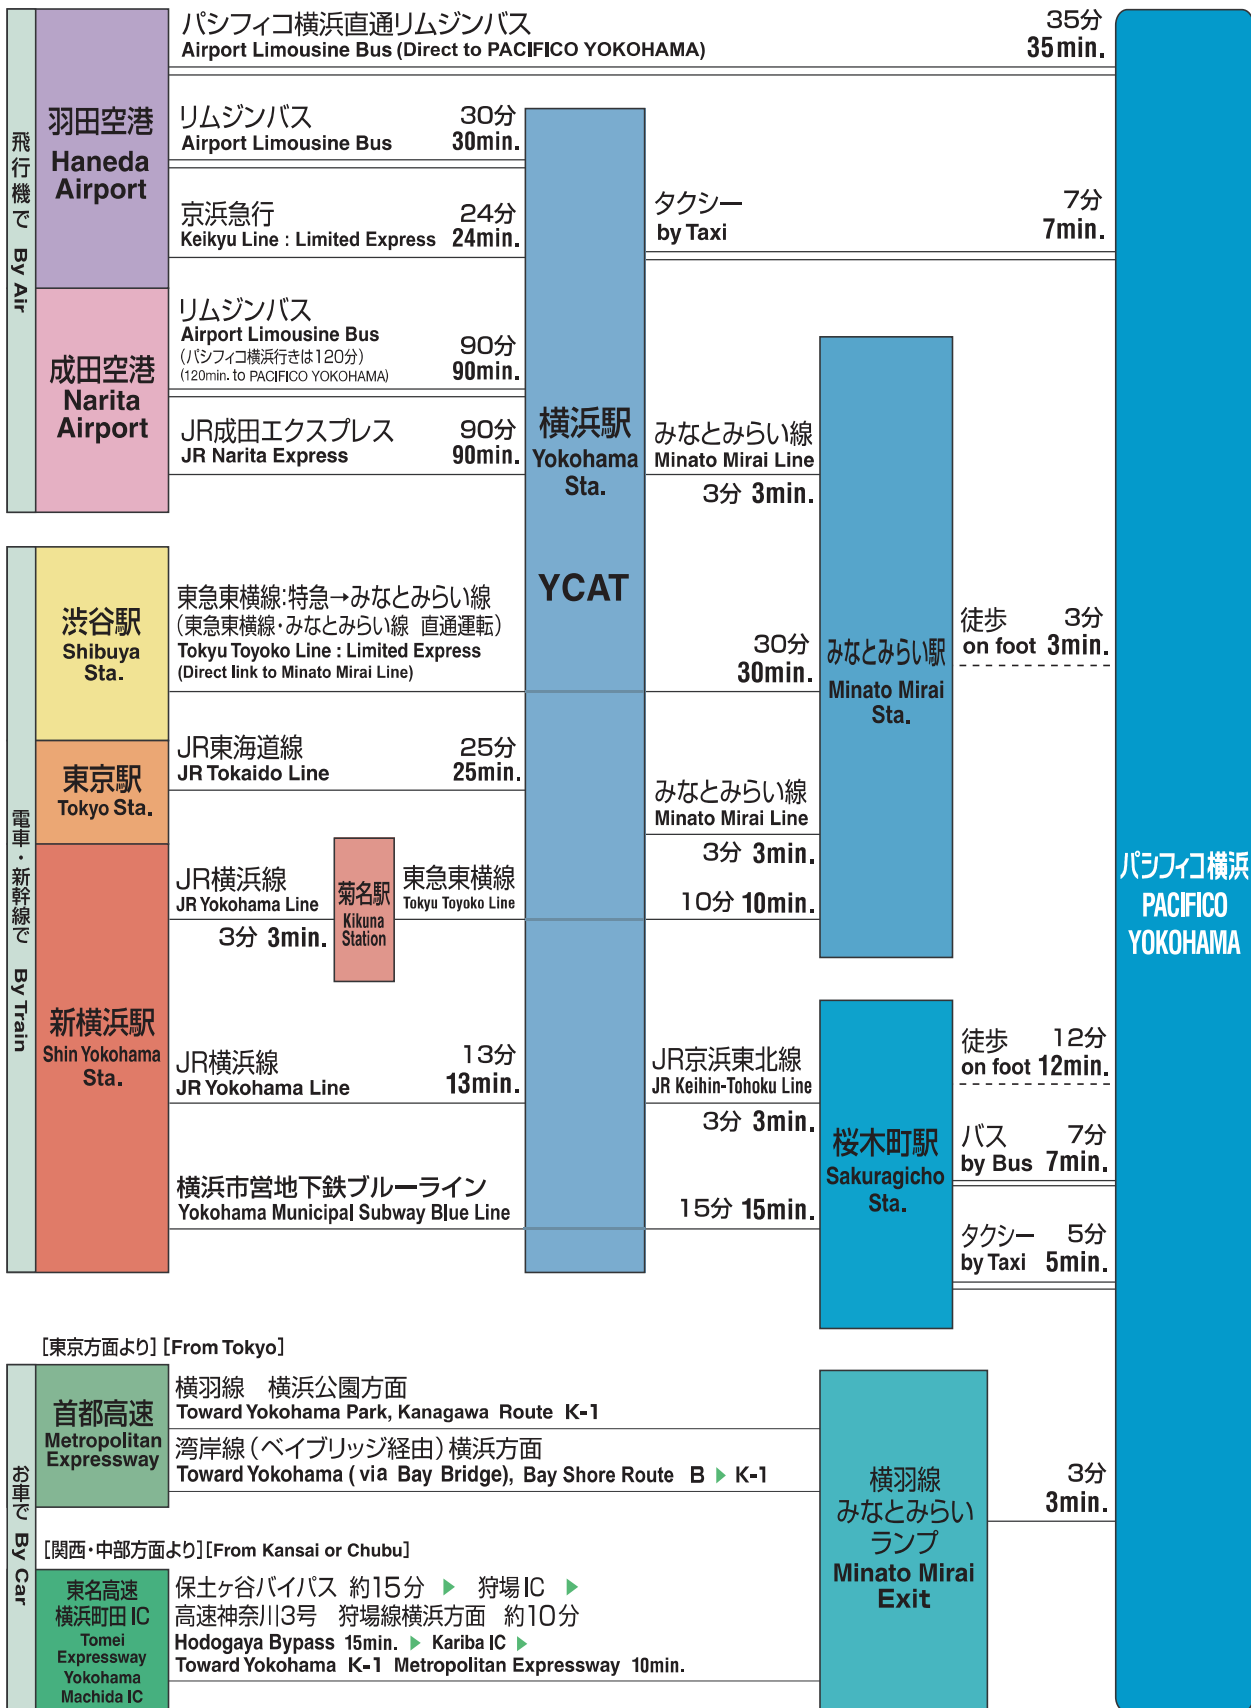 飛行機で By Air
羽田空港
Haneda
Airport
パシフィコ横浜直通リムジンバス 35分
Airport Limousine Bus (Direct to PACIFICO YOKOHAMA) 35min.
リムジンバス 30分
Airport Limousine Bus 30min.
京浜急行 24分
Keikyu Line : Limited Express 24min.
タクシー 7分
by Taxi 7min.
成田空港
Narita
Airport
リムジンバス
Airport Limousine Bus
(パシフィコ横浜行きは120分) 90分
(120min. to PACIFICO YOKOHAMA) 90min.
JR成田エクスプレス 90分
JR Narita Express 90min.
横浜駅
Yokohama
Sta.
YCAT
みなとみらい線
Minato Mirai Line
3分 3min.
電車・新幹線で By Train
渋谷駅
Shibuya
Sta.
東急東横線:特急→みなとみらい線
(東急東横線・みなとみらい線 直通運転)
Tokyu Toyoko Line : Limited Express
(Direct link to Minato Mirai Line)
30分
30min.
みなとみらい駅
Minato Mirai
Sta.
徒歩 3分
on foot 3min.
東京駅
Tokyo Sta.
JR東海道線 25分
JR Tokaido Line 25min.
みなとみらい線
Minato Mirai Line
3分 3min.
新横浜駅
Shin Yokohama
Sta.
JR横浜線
JR Yokohama Line
3分 3min.
菊名駅
Kikuna
Station
東急東横線
Tokyu Toyoko Line
10分 10min.
JR横浜線 13分
JR Yokohama Line 13min.
JR京浜東北線
JR Keihin-Tohoku Line
3分 3min.
横浜市営地下鉄ブルーライン
Yokohama Municipal Subway Blue Line
15分 15min.
桜木町駅
Sakuragicho
Sta.
徒歩 12分
on foot 12min.
バス 7分
by Bus 7min.
タクシー 5分
by Taxi 5min.
パシフィコ横浜
PACIFICO
YOKOHAMA
お車で By Car
[東京方面より] [From Tokyo]
首都高速
Metropolitan
Expressway
横羽線 横浜公園方面
Toward Yokohama Park, Kanagawa Route K-1
湾岸線(ベイブリッジ経由)横浜方面
Toward Yokohama (via Bay Bridge), Bay Shore Route B ▶ K-1
[関西・中部方面より][From Kansai or Chubu]
東名高速
横浜町田 IC
Tomei
Expressway
Yokohama
Machida IC
保土ヶ谷バイパス 約15分 ▶ 狩場IC ▶
高速神奈川3号 狩場線横浜方面 約10分
Hodogaya Bypass 15min. ▶ Kariba IC ▶
Toward Yokohama K-1 Metropolitan Expressway 10min.
横羽線
みなとみらい
ランプ
Minato Mirai
Exit
3分
3min.